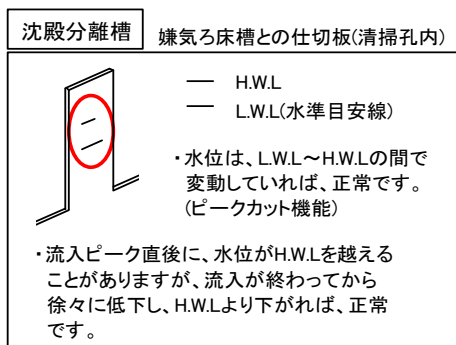 沈殿分離槽
嫌気ろ床槽との仕切板(清掃孔内)
H.W.L
L.W.L(水準目安線)
・水位は、L.W.L～H.W.Lの間で
変動していれば、正常です。
(ピークカット機能)
・流入ピーク直後に、水位がH.W.Lを越える
ことがありますが、流入が終わってから
徐々に低下し、H.W.Lより下がれば、正常
です。